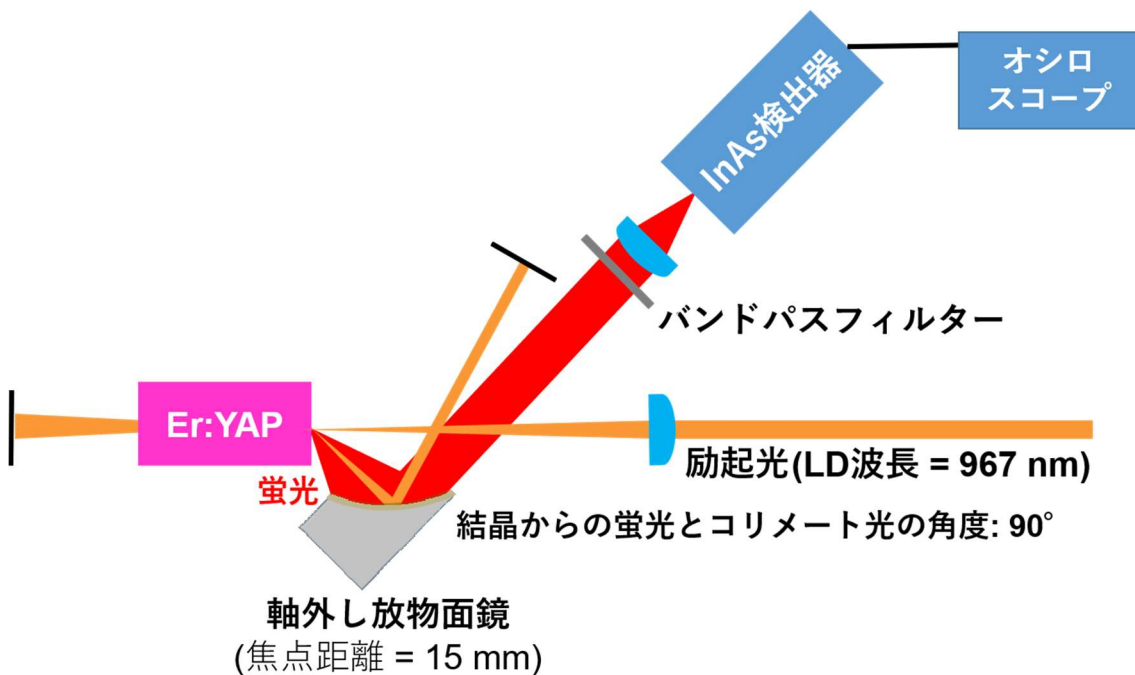 オシロ
スコープ
InAs検出器
バンドパスフィルター
Er:YAP
励起光(LD波長 = 967 nm)
蛍光
結晶からの蛍光とコリメート光の角度: 90°
軸外し放物面鏡
(焦点距離 = 15 mm)